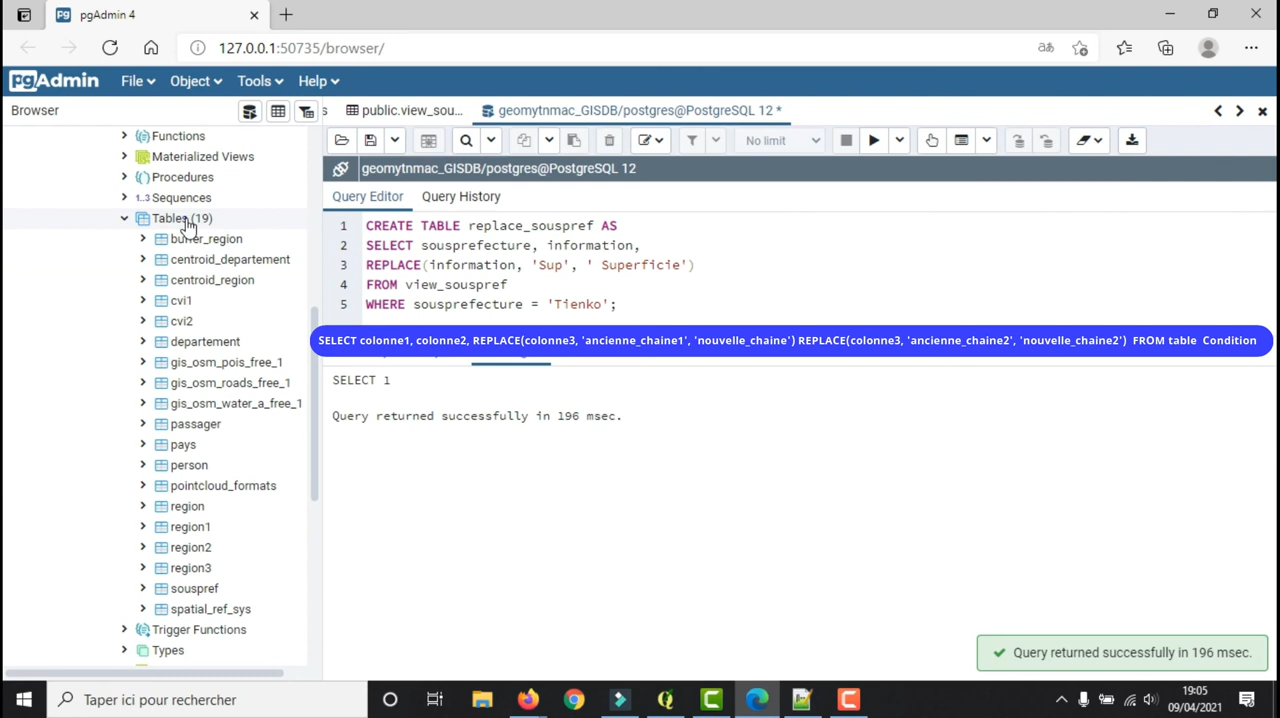 pgAdmin 4
127.0.0.1:50735/browser/
pgAdmin File Object Tools Help
Browser
s public.view_sou... geomytnmac_GISDB/postgres@PostgreSQL 12 *
No limit
geomytnmac_GISDB/postgres@PostgreSQL 12
Query Editor Query History
Functions
Materialized Views
Procedures
1..3 Sequences
Tables (19)
buffer_region
centroid_departement
centroid_region
cvi1
cvi2
departement
gis_osm_pois_free_1
gis_osm_roads_free_1
gis_osm_water_a_free_1
passager
pays
person
pointcloud_formats
region
region1
region2
region3
souspref
spatial_ref_sys
Trigger Functions
Types
1 CREATE TABLE replace_souspref AS
2 SELECT sousprefecture, information,
3 REPLACE(information, 'Sup', ' Superficie')
4 FROM view_souspref
5 WHERE sousprefecture = 'Tienko';
SELECT colonne1, colonne2, REPLACE(colonne3, 'ancienne_chaine1', 'nouvelle_chaine') REPLACE(colonne3, 'ancienne_chaine2', 'nouvelle_chaine2') FROM table Condition
SELECT 1
Query returned successfully in 196 msec.
Query returned successfully in 196 msec.
Taper ici pour rechercher
19:05
09/04/2021